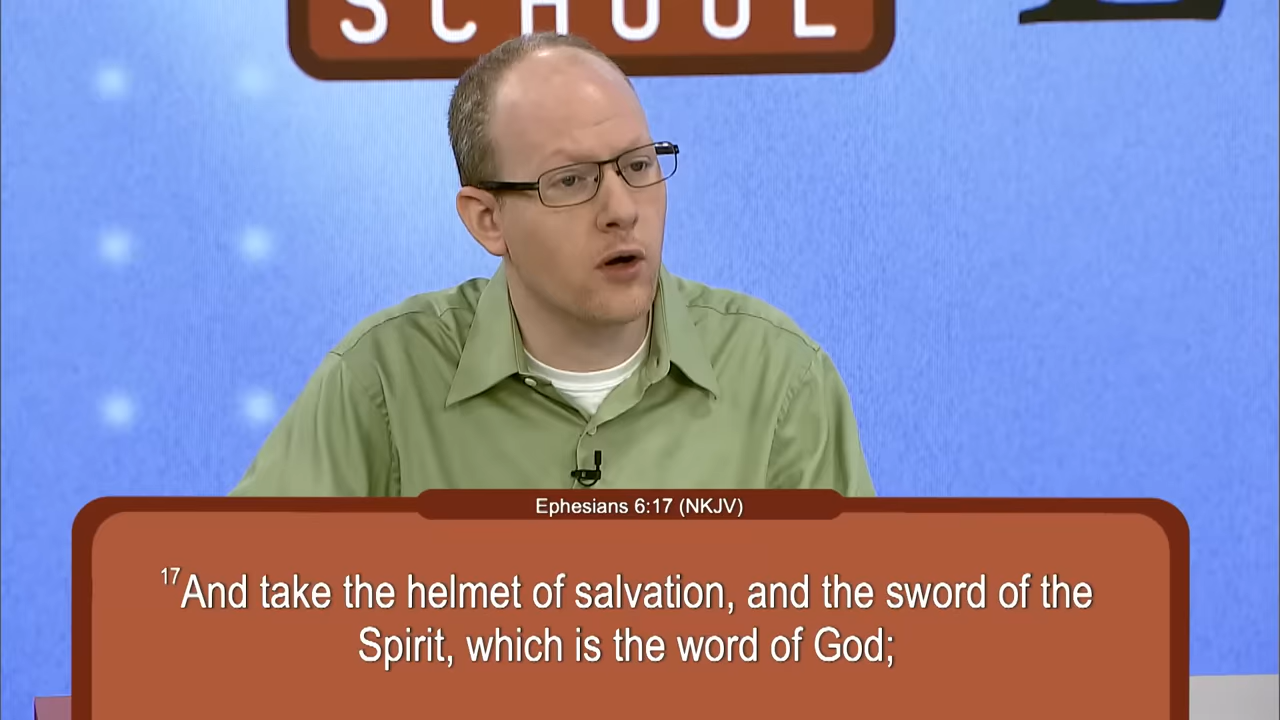 SCHOOL
Ephesians 6:17 (NKJV)
17And take the helmet of salvation, and the sword of the
Spirit, which is the word of God;